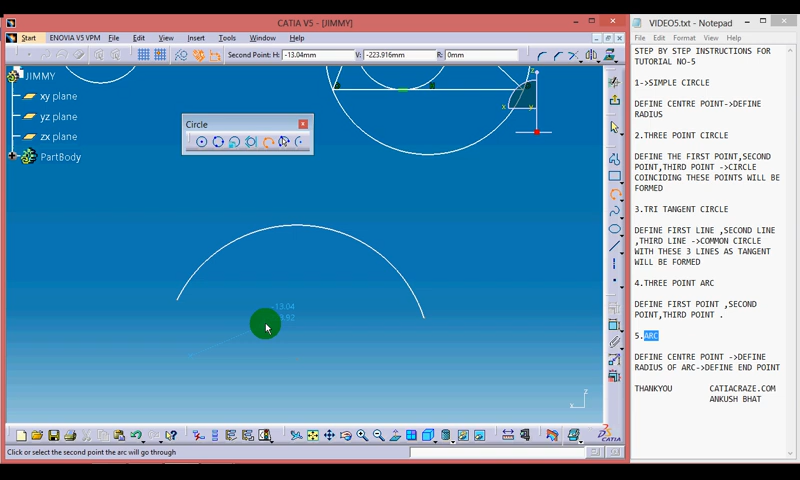 CATIA V5 - [JIMMY]
Start
ENOVIA V5 VPM
File
Edit
View
Insert
Tools
Window
Help
Second Point: H:
-13.04mm
V:
-223.916mm
R:
0mm
JIMMY
xy plane
yz plane
zx plane
PartBody
Circle
z
x
y
-13.04
z
x
CATIA
Click or select the second point the arc will go through
VIDEO5.txt - Notepad
File
Edit
Format
View
Help
STEP BY STEP INSTRUCTIONS FOR
TUTORIAL NO-5
1->SIMPLE CIRCLE
DEFINE CENTRE POINT->DEFINE
RADIUS
2.THREE POINT CIRCLE
DEFINE THE FIRST POINT,SECOND
POINT,THIRD POINT ->CIRCLE
COINCIDING THESE POINTS WILL BE
FORMED
3.TRI TANGENT CIRCLE
DEFINE FIRST LINE ,SECOND LINE
,THIRD LINE ->COMMON CIRCLE
WITH THESE 3 LINES AS TANGENT
WILL BE FORMED
4.THREE POINT ARC
DEFINE FIRST POINT ,SECOND
POINT,THIRD POINT .
5.ARC
DEFINE CENTRE POINT ->DEFINE
RADIUS OF ARC->DEFINE END POINT
THANKYOU CATIACRAZE.COM
ANKUSH BHAT